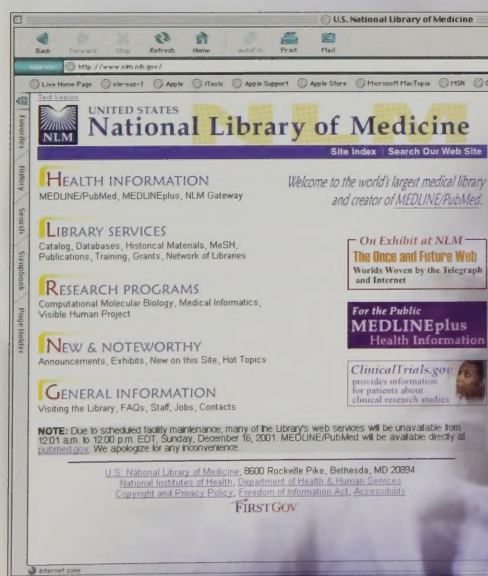 U.S. National Library of Medicine
Back Forward Stop Refresh Home AutoFill Print Mail
Address http://www.nlm.nih.gov/
Live Home Page Apple iTools Apple Support Apple Store Microsoft MacTopia MSN
Text Version
Favorites
History
Search
Scrapbook
Page Holder
NLM
NLM
UNITED STATES
National Library of Medicine
Site Index Search Our Web Site
HEALTH INFORMATION
MEDLINE/PubMed, MEDLINEplus, NLM Gateway
Welcome to the world's largest medical library
and creator of MEDLINE/PubMed.
LIBRARY SERVICES
Catalog, Databases, Historical Materials, MeSH,
Publications, Training, Grants, Network of Libraries
On Exhibit at NLM
The Once and Future Web
Worlds Woven by the Telegraph
and Internet
RESEARCH PROGRAMS
Computational Molecular Biology, Medical Informatics,
Visible Human Project
For the Public
MEDLINEplus
Health Information
NEW & NOTEWORTHY
Announcements, Exhibits, New on this Site, Hot Topics
ClinicalTrials.gov
provides information
for patients about
clinical research studies
GENERAL INFORMATION
Visiting the Library, FAQs, Staff, Jobs, Contacts
NOTE: Due to scheduled facility maintenance, many of the Library's web services will be unavailable from
12:01 a.m. to 12:00 p.m. EDT, Sunday, December 16, 2001. MEDLINE/PubMed will be available directly at
pubmed.gov. We apologize for any inconvenience.
U.S. National Library of Medicine, 8600 Rockville Pike, Bethesda, MD 20894
National Institutes of Health, Department of Health & Human Services
Copyright and Privacy Policy, Freedom of Information Act, Accessibility
FIRSTGOV
Internet zone